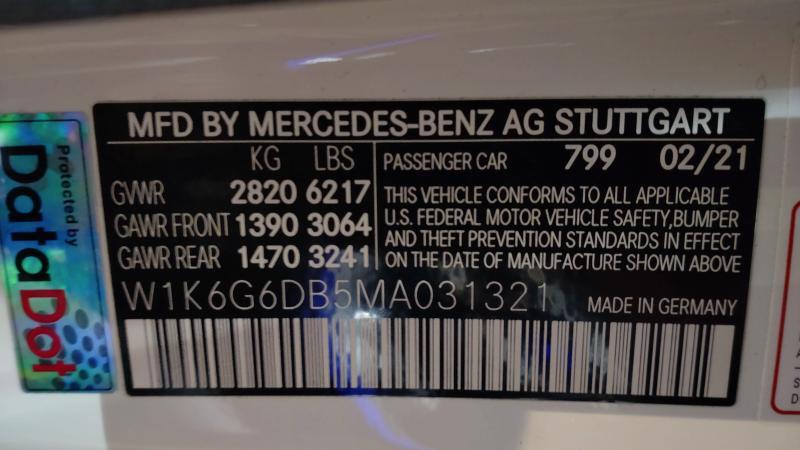 Protected by
DataDot
MFD BY MERCEDES-BENZ AG STUTTGART
KG LBS
GVWR 2820 6217
GAWR FRONT 1390 3064
GAWR REAR 1470 3241
PASSENGER CAR 799 02/21
THIS VEHICLE CONFORMS TO ALL APPLICABLE
U.S. FEDERAL MOTOR VEHICLE SAFETY,BUMPER
AND THEFT PREVENTION STANDARDS IN EFFECT
ON THE DATE OF MANUFACTURE SHOWN ABOVE
W1K6G6DB5MA031321
MADE IN GERMANY